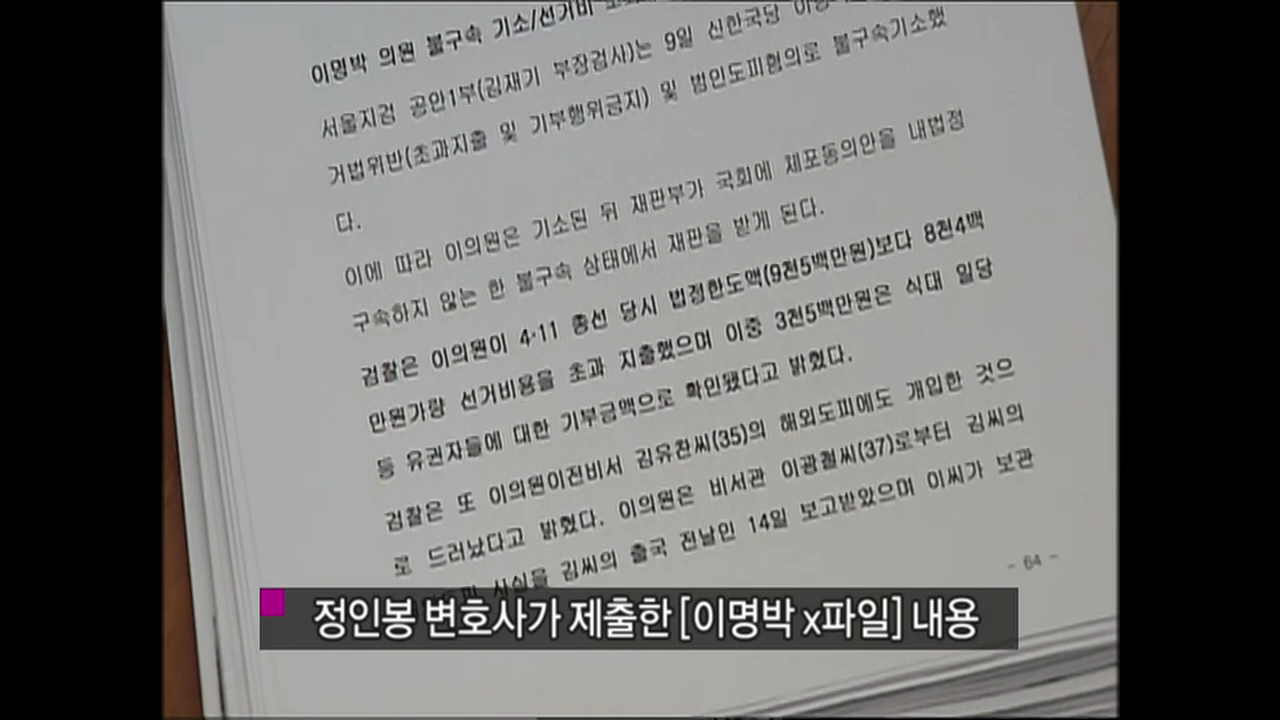 이명박 의원 불구속 기소/선거비
서울지검 공안1부(김재기 부장검사)는 9일 신한국당
거법위반(초과지출 및 기부행위금지) 및 범인도피혐의로 불구속기소했
다.
이에 따라 이의원은 기소된 뒤 재판부가 국회에 체포동의안을 내법정
구속하지 않는 한 불구속 상태에서 재판을 받게 된다.
검찰은 이의원이 4·11 총선 당시 법정한도액(9천5백만원)보다 8천4백
만원가량 선거비용을 초과 지출했으며 이중 3천5백만원은 식대 일당
등 유권자들에 대한 기부금액으로 확인됐다고 밝혔다.
검찰은 또 이의원이전비서 김유찬씨(35)의 해외도피에도 개입한 것으
로 드러났다고 밝혔다. 이의원은 비서관 이광철씨(37)로부터 김씨의
사실을 김씨의 출국 전날인 14일 보고받았으며 이씨가 보관
- 64 -
정인봉 변호사가 제출한 [이명박 x파일] 내용